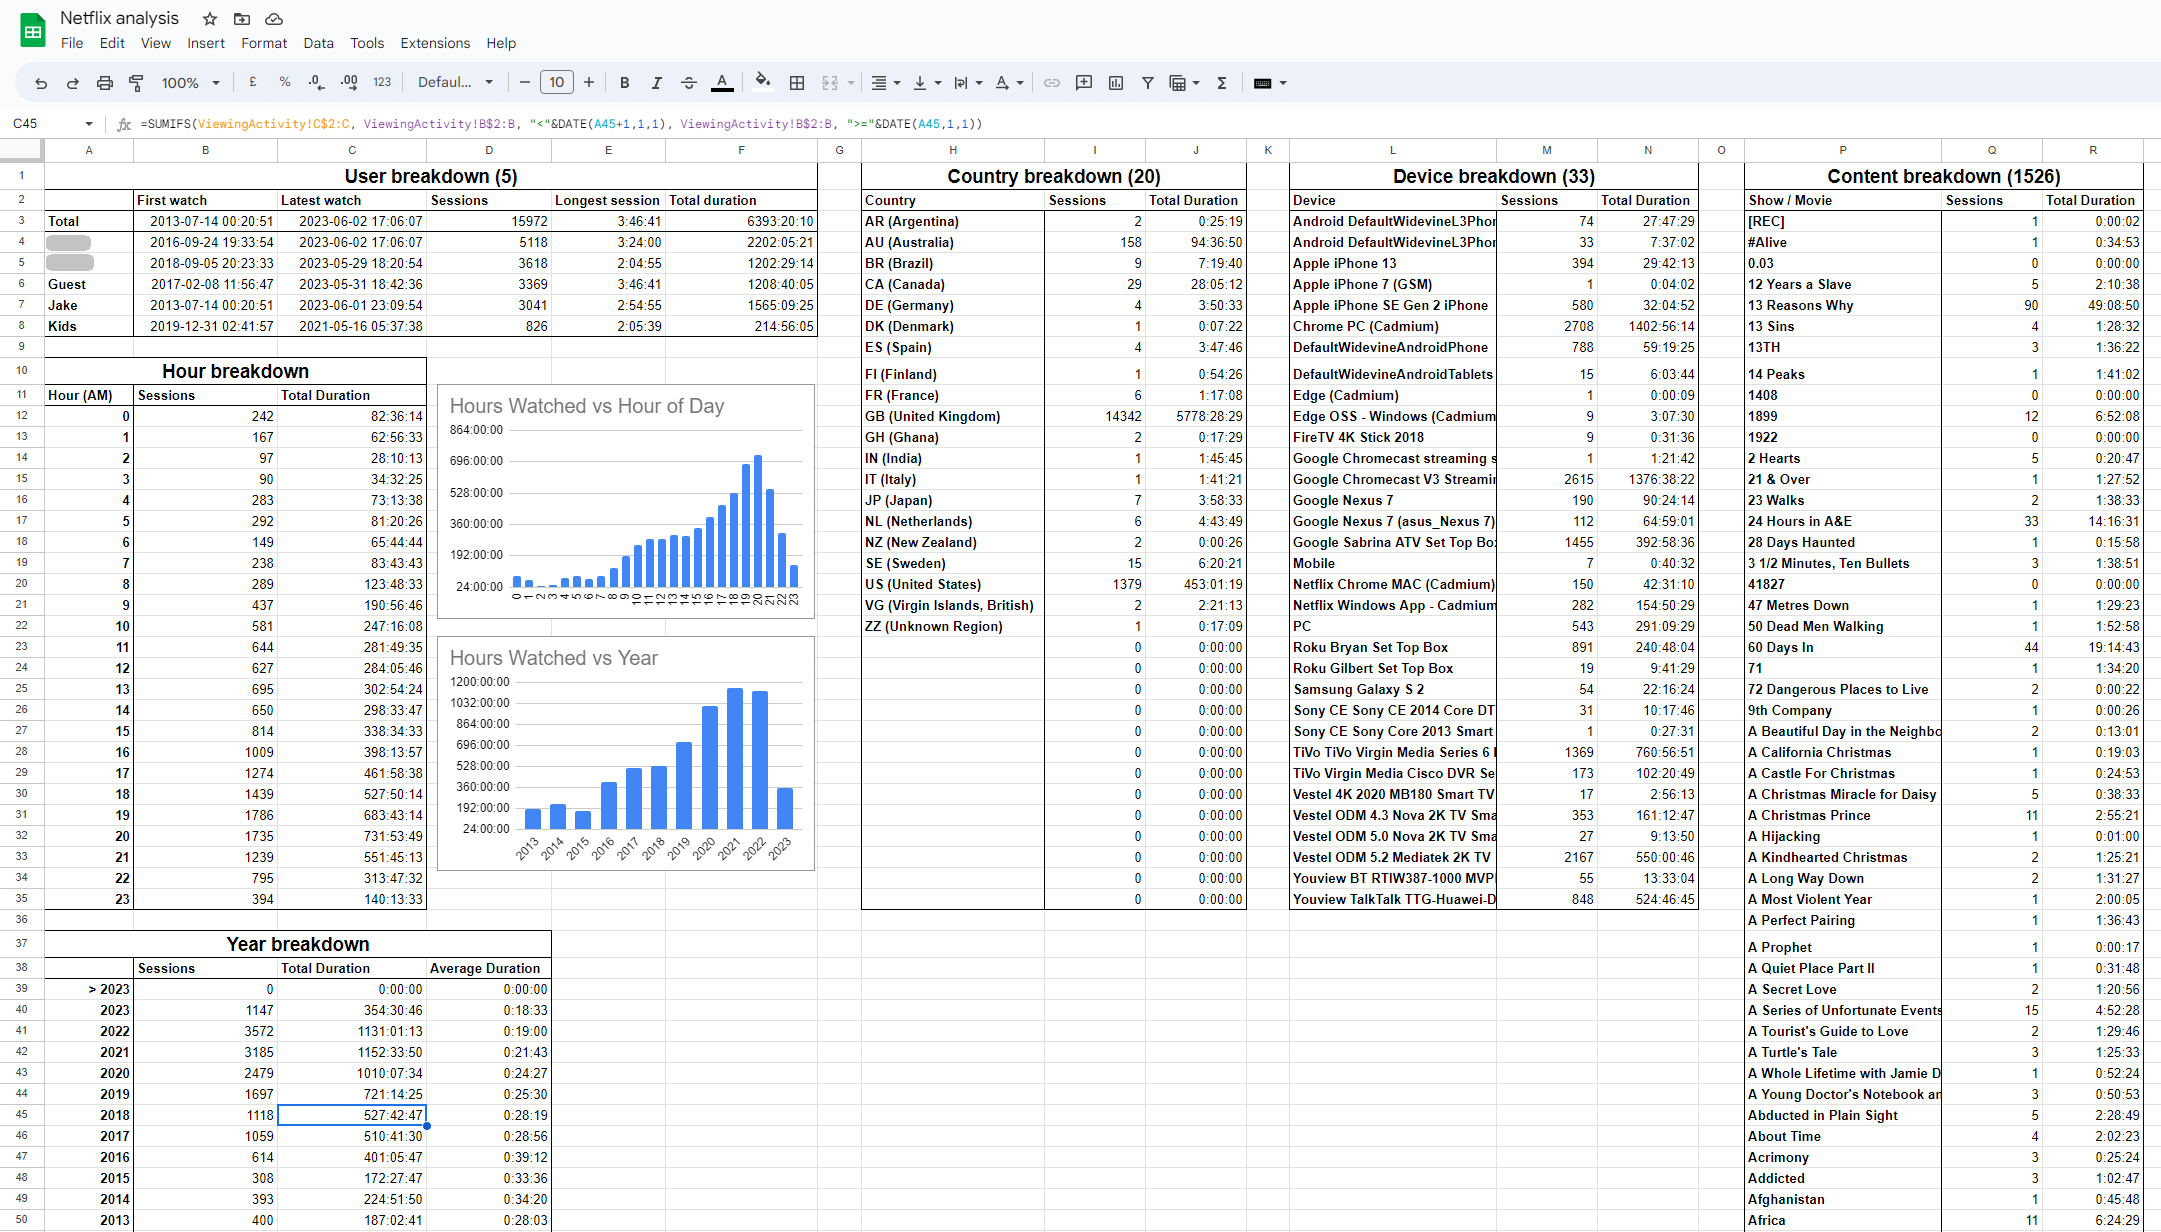 Netflix analysis
File Edit View Insert Format Data Tools Extensions Help
100% £ % .0 .00 123 Defaul... 10 B I A
C45 fx =SUMIFS(ViewingActivity!C$2:C, ViewingActivity!B$2:B, "<"&DATE(A45+1,1,1), ViewingActivity!B$2:B, ">="&DATE(A45,1,1))
A B C D E F G H I J K L M N O P Q R
User breakdown (5)
First watch Latest watch Sessions Longest session Total duration
Total 2013-07-14 00:20:51 2023-06-02 17:06:07 15972 3:46:41 6393:20:10
2016-09-24 19:33:54 2023-06-02 17:06:07 5118 3:24:00 2202:05:21
2018-09-05 20:23:33 2023-05-29 18:20:54 3618 2:04:55 1202:29:14
Guest 2017-02-08 11:56:47 2023-05-31 18:42:36 3369 3:46:41 1208:40:05
Jake 2013-07-14 00:20:51 2023-06-01 23:09:54 3041 2:54:55 1565:09:25
Kids 2019-12-31 02:41:57 2021-05-16 05:37:38 826 2:05:39 214:56:05
Hour breakdown
Hour (AM) Sessions Total Duration
0 242 82:36:14
1 167 62:56:33
2 97 28:10:13
3 90 34:32:25
4 283 73:13:38
5 292 81:20:26
6 149 65:44:44
7 238 83:43:43
8 289 123:48:33
9 437 190:56:46
10 581 247:16:08
11 644 281:49:35
12 627 284:05:46
13 695 302:54:24
14 650 298:33:47
15 814 338:34:33
16 1009 398:13:57
17 1274 461:58:38
18 1439 527:50:14
19 1786 683:43:14
20 1735 731:53:49
21 1239 551:45:13
22 795 313:47:32
23 394 140:13:33
Hours Watched vs Hour of Day
864:00:00
696:00:00
528:00:00
360:00:00
192:00:00
24:00:00
0 1 2 3 4 5 6 7 8 9 10 11 12 13 14 15 16 17 18 19 20 21 22 23
Hours Watched vs Year
1200:00:00
1032:00:00
864:00:00
696:00:00
528:00:00
360:00:00
192:00:00
24:00:00
2013 2014 2015 2016 2017 2018 2019 2020 2021 2022 2023
Year breakdown
Sessions Total Duration Average Duration
> 2023 0 0:00:00 0:00:00
2023 1147 354:30:46 0:18:33
2022 3572 1131:01:13 0:19:00
2021 3185 1152:33:50 0:21:43
2020 2479 1010:07:34 0:24:27
2019 1697 721:14:25 0:25:30
2018 1118 527:42:47 0:28:19
2017 1059 510:41:30 0:28:56
2016 614 401:05:47 0:39:12
2015 308 172:27:47 0:33:36
2014 393 224:51:50 0:34:20
2013 400 187:02:41 0:28:03
Country breakdown (20)
Country Sessions Total Duration
AR (Argentina) 2 0:25:19
AU (Australia) 158 94:36:50
BR (Brazil) 9 7:19:40
CA (Canada) 29 28:05:12
DE (Germany) 4 3:50:33
DK (Denmark) 1 0:07:22
ES (Spain) 4 3:47:46
FI (Finland) 1 0:54:26
FR (France) 6 1:17:08
GB (United Kingdom) 14342 5778:28:29
GH (Ghana) 2 0:17:29
IN (India) 1 1:45:45
IT (Italy) 1 1:41:21
JP (Japan) 7 3:58:33
NL (Netherlands) 6 4:43:49
NZ (New Zealand) 2 0:00:26
SE (Sweden) 15 6:20:21
US (United States) 1379 453:01:19
VG (Virgin Islands, British) 2 2:21:13
ZZ (Unknown Region) 1 0:17:09
0 0:00:00
0 0:00:00
0 0:00:00
0 0:00:00
0 0:00:00
0 0:00:00
0 0:00:00
0 0:00:00
0 0:00:00
0 0:00:00
0 0:00:00
0 0:00:00
0 0:00:00
Device breakdown (33)
Device Sessions Total Duration
Android DefaultWidevineL3Phor 74 27:47:29
Android DefaultWidevineL3Phor 33 7:37:02
Apple iPhone 13 394 29:42:13
Apple iPhone 7 (GSM) 1 0:04:02
Apple iPhone SE Gen 2 iPhone 580 32:04:52
Chrome PC (Cadmium) 2708 1402:56:14
DefaultWidevineAndroidPhone 788 59:19:25
DefaultWidevineAndroidTablets 15 6:03:44
Edge (Cadmium) 1 0:00:09
Edge OSS - Windows (Cadmium 9 3:07:30
FireTV 4K Stick 2018 9 0:31:36
Google Chromecast streaming s 1 1:21:42
Google Chromecast V3 Streamin 2615 1376:38:22
Google Nexus 7 190 90:24:14
Google Nexus 7 (asus_Nexus 7) 112 64:59:01
Google Sabrina ATV Set Top Bo 1455 392:58:36
Mobile 7 0:40:32
Netflix Chrome MAC (Cadmium) 150 42:31:10
Netflix Windows App - Cadmium 282 154:50:29
PC 543 291:09:29
Roku Bryan Set Top Box 891 240:48:04
Roku Gilbert Set Top Box 19 9:41:29
Samsung Galaxy S 2 54 22:16:24
Sony CE Sony CE 2014 Core DT 31 10:17:46
Sony CE Sony Core 2013 Smart 1 0:27:31
TiVo TiVo Virgin Media Series 6 1369 760:56:51
TiVo Virgin Media Cisco DVR Se 173 102:20:49
Vestel 4K 2020 MB180 Smart TV 17 2:56:13
Vestel ODM 4.3 Nova 2K TV Sma 353 161:12:47
Vestel ODM 5.0 Nova 2K TV Sma 27 9:13:50
Vestel ODM 5.2 Mediatek 2K TV 2167 550:00:46
Youview BT RTIW387-1000 MVP 55 13:33:04
Youview TalkTalk TTG-Huawei-D 848 524:46:45
Content breakdown (1526)
Show / Movie Sessions Total Duration
[REC] 1 0:00:02
#Alive 1 0:34:53
0.03 0 0:00:00
12 Years a Slave 5 2:10:38
13 Reasons Why 90 49:08:50
13 Sins 4 1:28:32
13TH 3 1:36:22
14 Peaks 1 1:41:02
1408 0 0:00:00
1899 12 6:52:08
1922 0 0:00:00
2 Hearts 5 0:20:47
21 & Over 1 1:27:52
23 Walks 2 1:38:33
24 Hours in A&E 33 14:16:31
28 Days Haunted 1 0:15:58
3 1/2 Minutes, Ten Bullets 3 1:38:51
41827 0 0:00:00
47 Metres Down 1 1:29:23
50 Dead Men Walking 1 1:52:58
60 Days In 44 19:14:43
71 1 1:34:20
72 Dangerous Places to Live 2 0:00:22
9th Company 1 0:00:26
A Beautiful Day in the Neighbo 2 0:13:01
A California Christmas 1 0:19:03
A Castle For Christmas 1 0:24:53
A Christmas Miracle for Daisy 5 0:38:33
A Christmas Prince 11 2:55:21
A Hijacking 1 0:01:00
A Kindhearted Christmas 2 1:25:21
A Long Way Down 2 1:31:27
A Most Violent Year 1 2:00:05
A Perfect Pairing 1 1:36:43
A Prophet 1 0:00:17
A Quiet Place Part II 1 0:31:48
A Secret Love 2 1:20:56
A Series of Unfortunate Events 15 4:52:28
A Tourist's Guide to Love 2 1:29:46
A Turtle's Tale 3 1:25:33
A Whole Lifetime with Jamie D 1 0:52:24
A Young Doctor's Notebook an 3 0:50:53
Abducted in Plain Sight 5 2:28:49
About Time 4 2:02:23
Acrimony 3 0:25:24
Addicted 3 1:02:47
Afghanistan 1 0:45:48
Africa 11 6:24:29